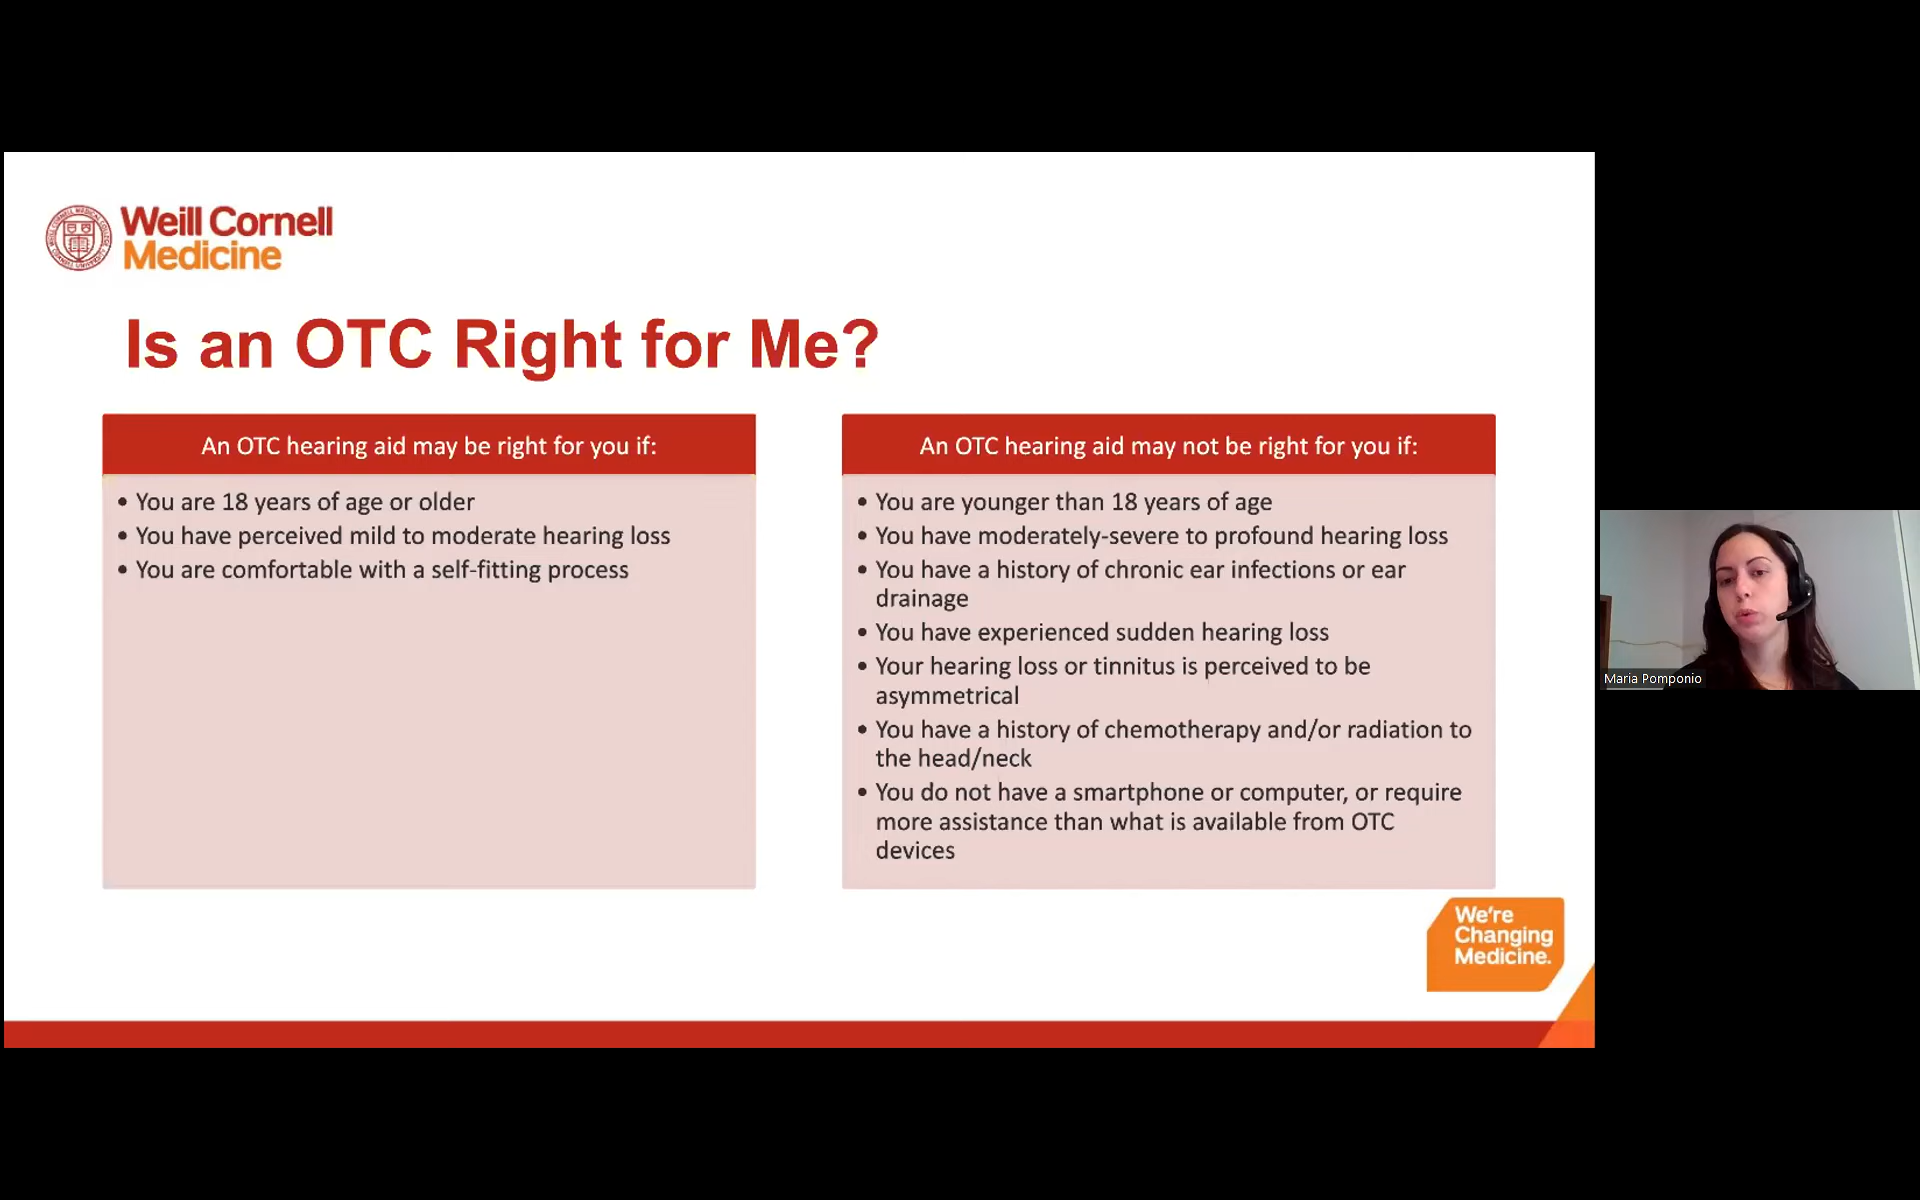 Weill Cornell
Medicine
Is an OTC Right for Me?
An OTC hearing aid may be right for you if:
• You are 18 years of age or older
• You have perceived mild to moderate hearing loss
• You are comfortable with a self-fitting process
An OTC hearing aid may not be right for you if:
• You are younger than 18 years of age
• You have moderately-severe to profound hearing loss
• You have a history of chronic ear infections or ear
drainage
• You have experienced sudden hearing loss
• Your hearing loss or tinnitus is perceived to be
asymmetrical
• You have a history of chemotherapy and/or radiation to
the head/neck
• You do not have a smartphone or computer, or require
more assistance than what is available from OTC
devices
We're
Changing
Medicine.
Maria Pomponio